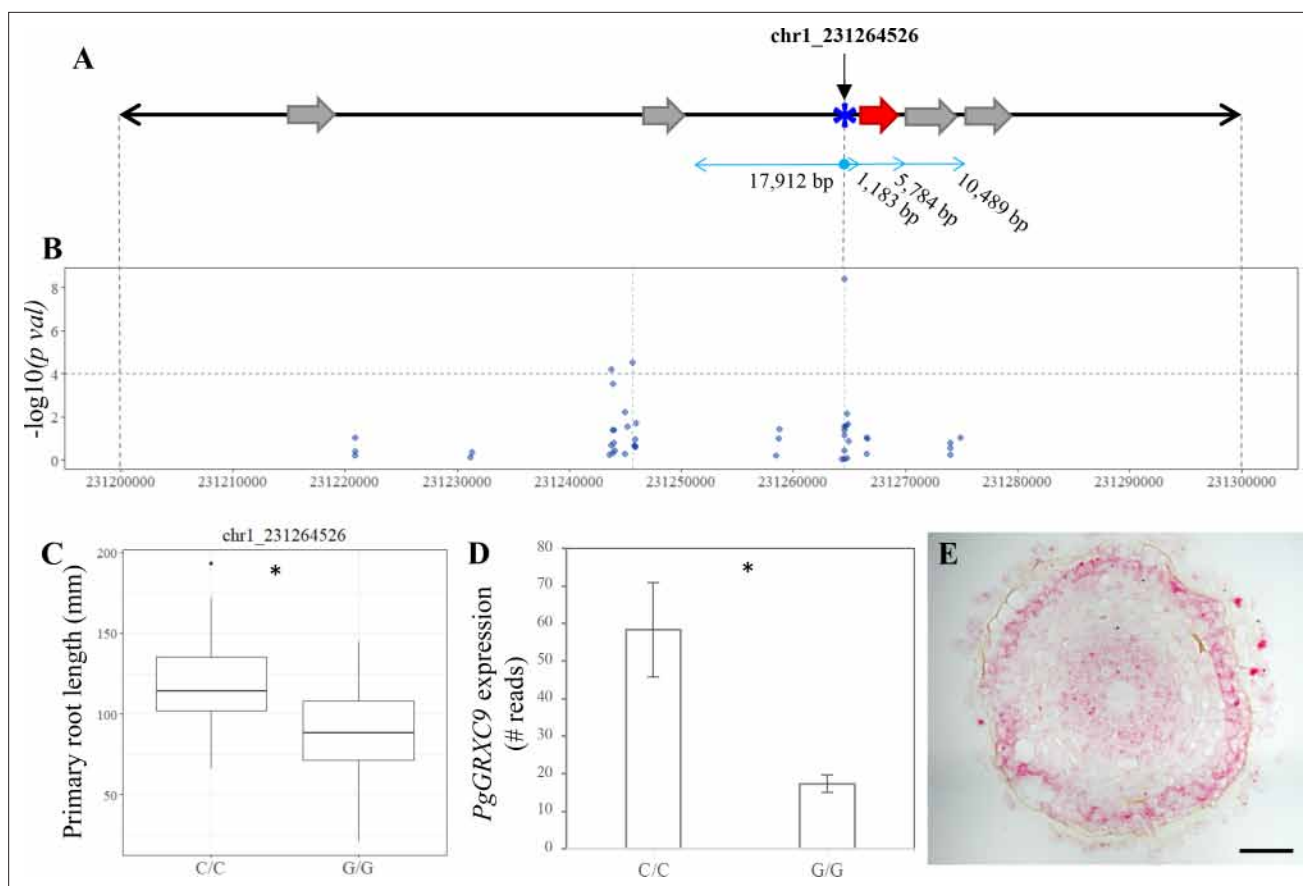 chr1_231264526
A
17,912 bp
1,183 bp
5,784 bp
10,489 bp
B
-log10(p val)
8
6
4
2
0
231200000 231210000 231220000 231230000 231240000 231250000 231260000 231270000 231280000 231290000 231300000
C
chr1_231264526
Primary root length (mm)
200
150
100
50
*
C/C G/G
D
PgGRXC9 expression
(# reads)
80
70
60
50
40
30
20
10
0
*
C/C G/G
E